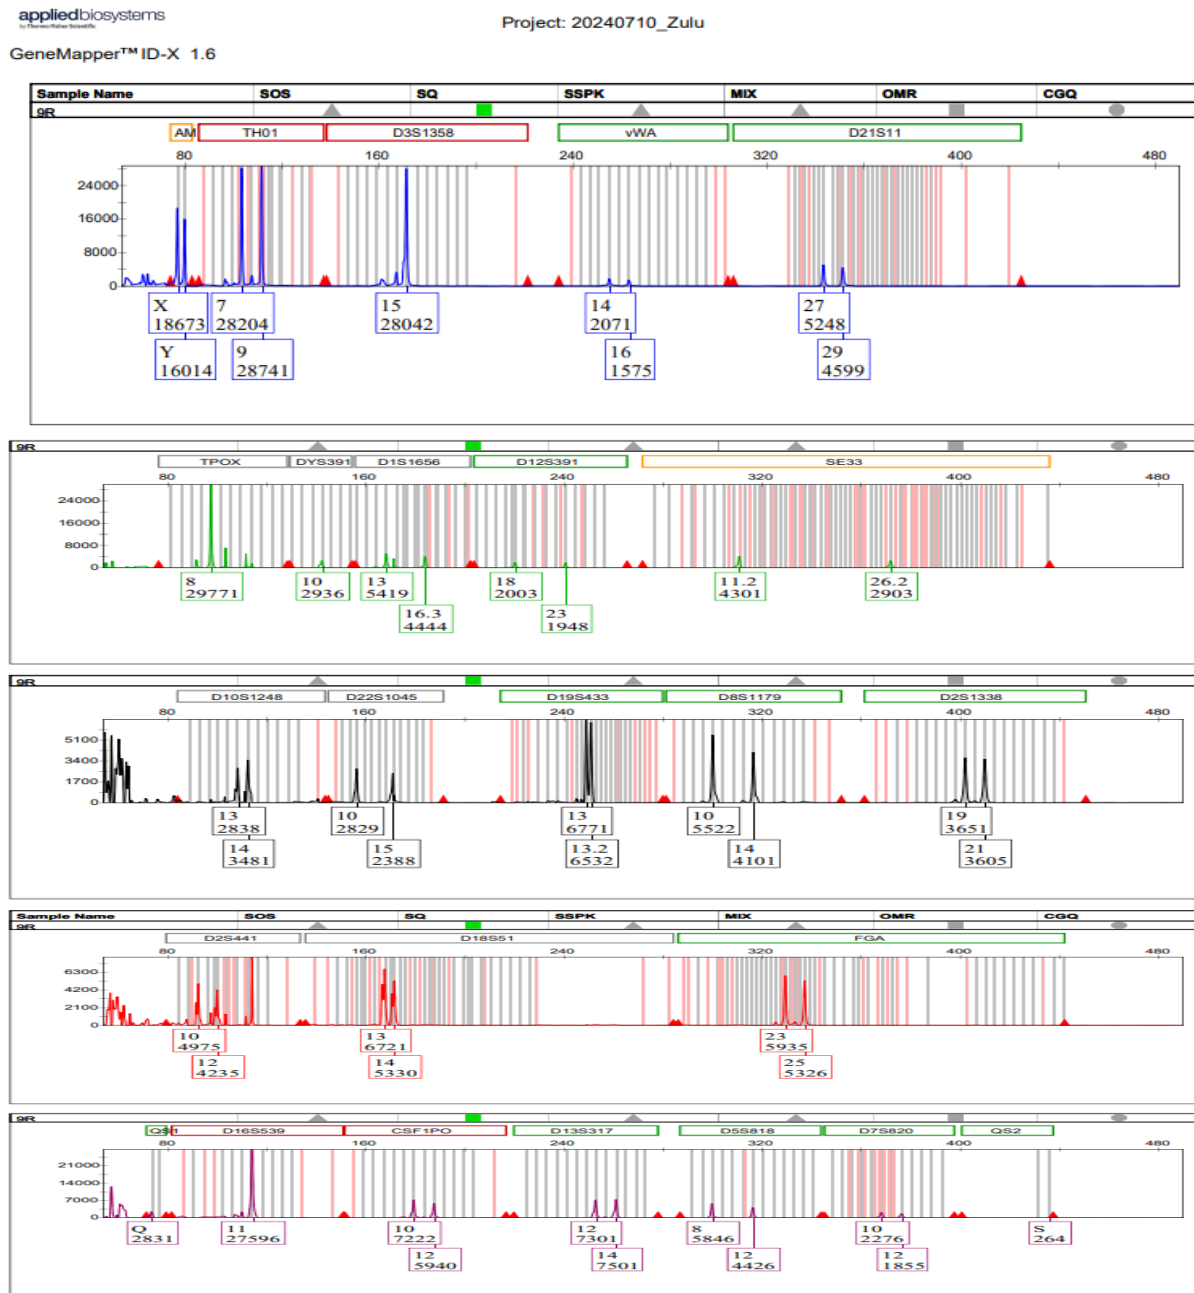 appliedbiosystems
by Thermo Fisher Scientific
Project: 20240710_Zulu
GeneMapper™ ID-X 1.6
Sample Name SOS SQ SSPK MIX OMR CGQ
9R
AM TH01 D3S1358 vWA D21S11
80 160 240 320 400 480
24000
16000
8000
0
X 7 15 14 27
18673 28204 28042 2071 5248
Y 9 16 29
16014 28741 1575 4599
9R
TPOX DYS391 D1S1656 D12S391 SE33
80 160 240 320 400 480
24000
16000
8000
0
8 10 13 18 11.2 26.2
29771 2936 5419 2003 4301 2903
16.3 23
4444 1948
9R
D10S1248 D22S1045 D19S433 D8S1179 D2S1338
80 160 240 320 400 480
5100
3400
1700
0
13 10 13 10 19
2838 2829 6771 5522 3651
14 15 13.2 14 21
3481 2388 6532 4101 3605
Sample Name SOS SQ SSPK MIX OMR CGQ
9R
D2S441 D18S51 FGA
80 160 240 320 400 480
6300
4200
2100
0
10 13 23
4975 6721 5935
12 14 25
4235 5330 5326
9R
QS1 D16S539 CSF1PO D13S317 D5S818 D7S820 QS2
80 160 240 320 400 480
21000
14000
7000
0
Q 11 10 12 8 10 S
2831 27596 7222 7301 5846 2276 264
12 14 12 12
5940 7501 4426 1855